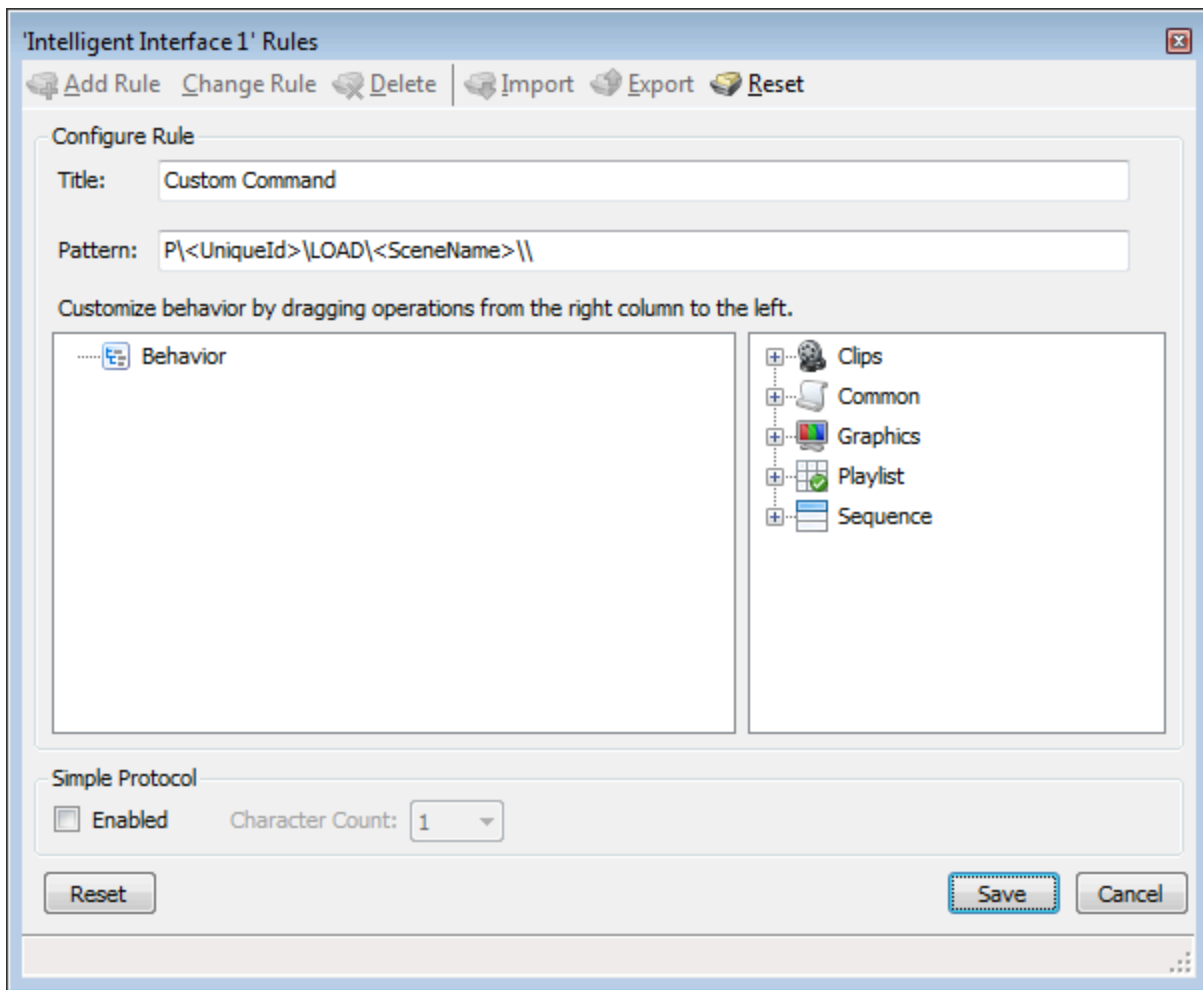 'Intelligent Interface 1' Rules
Add Rule Change Rule Delete Import Export Reset
Configure Rule
Title: Custom Command
Pattern: P\<UniqueId>\LOAD\<SceneName>\\
Customize behavior by dragging operations from the right column to the left.
Behavior
Clips
Common
Graphics
Playlist
Sequence
Simple Protocol
Enabled Character Count: 1
Reset Save Cancel